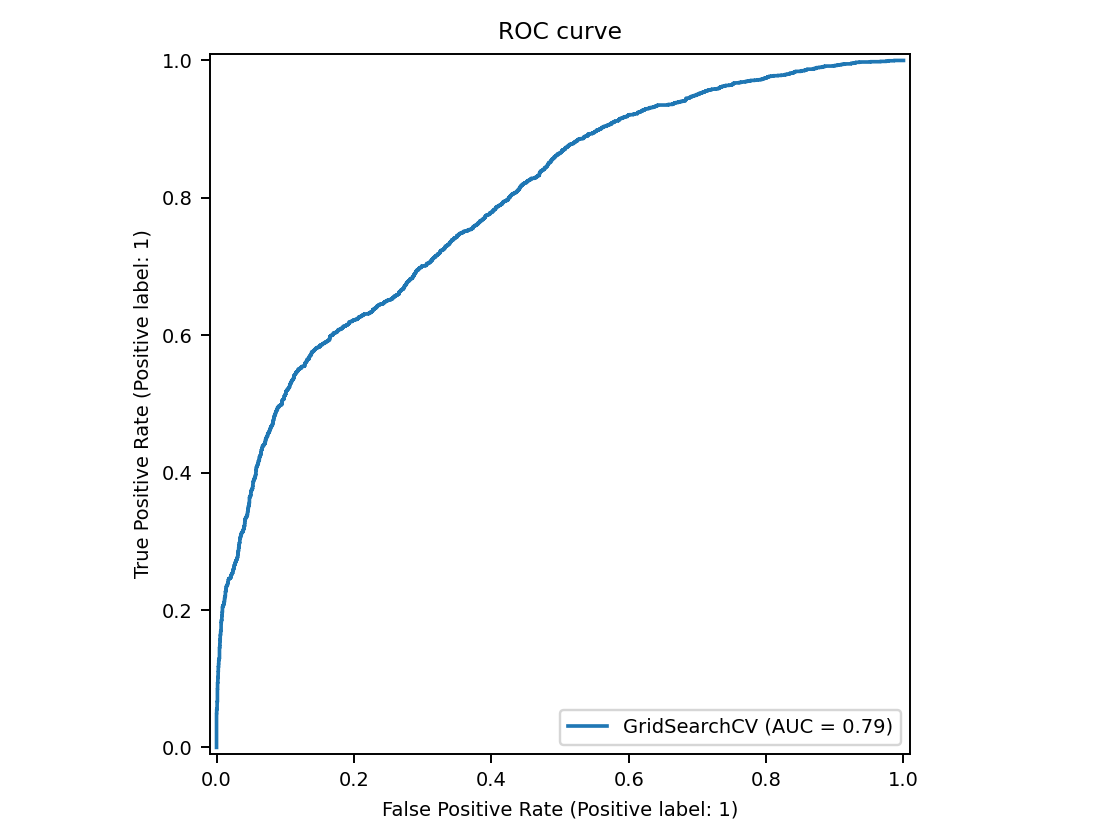 ROC curve
1.0
0.8
0.6
0.4
0.2
0.0
True Positive Rate (Positive label: 1)
GridSearchCV (AUC = 0.79)
0.0 0.2 0.4 0.6 0.8 1.0
False Positive Rate (Positive label: 1)